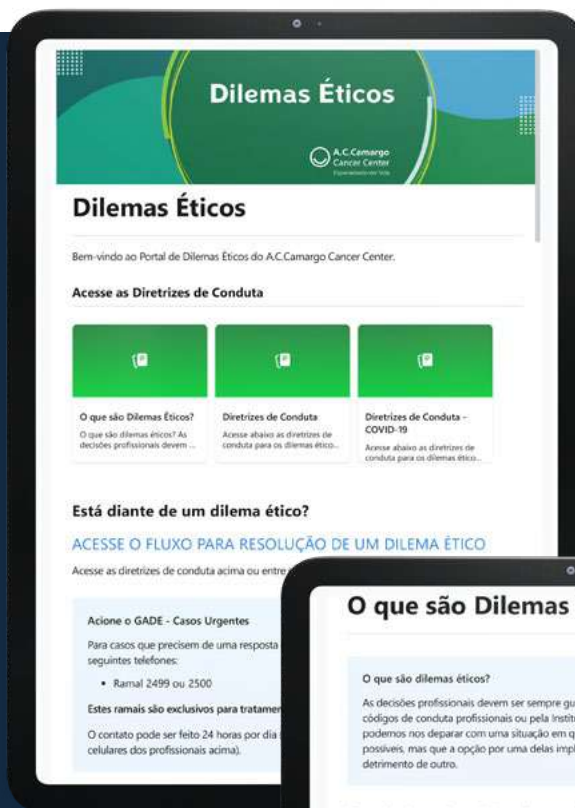 Dilemas Éticos
A.C.Camargo
Cancer Center
Dilemas Éticos
Bem-vindo ao Portal de Dilemas Éticos do A.C.Camargo Cancer Center.
Acesse as Diretrizes de Conduta
O que são Dilemas Éticos?
O que são dilemas éticos? As
decisões profissionais devem ...
Diretrizes de Conduta
Acesse abaixo as diretrizes de
conduta para os dilemas ético...
Diretrizes de Conduta –
COVID-19
Acesse abaixo as diretrizes de
conduta para os dilemas ético...
Está diante de um dilema ético?
ACESSE O FLUXO PARA RESOLUÇÃO DE UM DILEMA ÉTICO
Acesse as diretrizes de conduta acima ou entre
Acione o GADE - Casos Urgentes
Para casos que precisem de uma resposta
seguintes telefones:
• Ramal 2499 ou 2500
Estes ramais são exclusivos para
O contato pode ser feito 24 horas por dia
celulares dos profissionais acima).
O que são Dilemas
O que são dilemas éticos?
As decisões profissionais devem ser sempre
códigos de conduta profissionais ou pela
podemos nos deparar com uma situação em
possíveis, mas que a opção por uma delas
detrimento de outro.